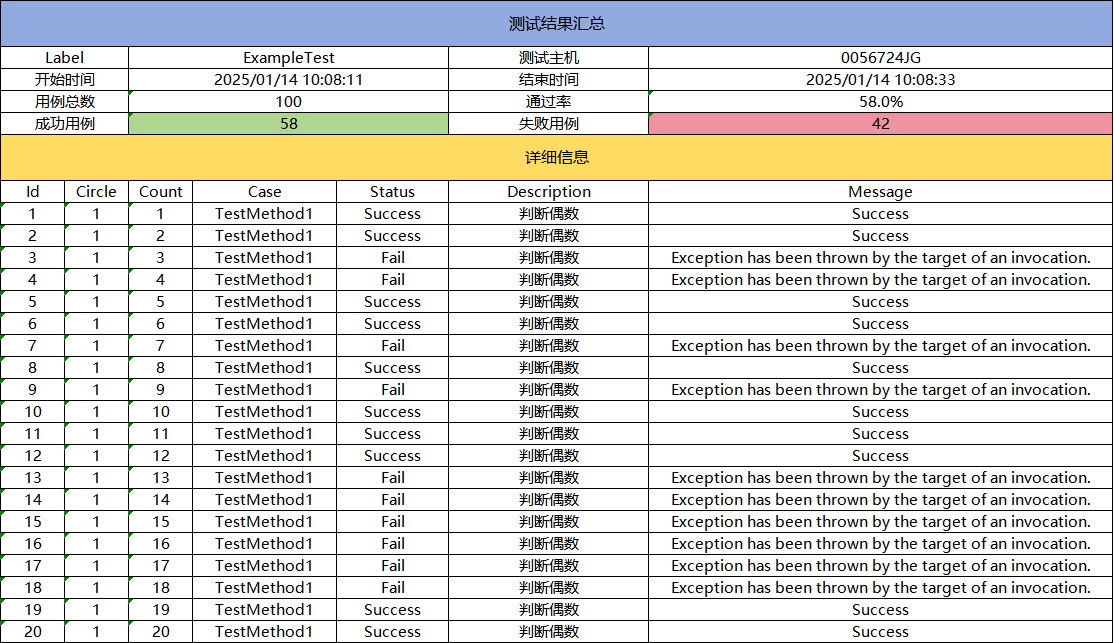 测试结果汇总
Label ExampleTest 测试主机 0056724JG
开始时间 2025/01/14 10:08:11 结束时间 2025/01/14 10:08:33
用例总数 100 通过率 58.0%
成功用例 58 失败用例 42
详细信息
Id Circle Count Case Status Description Message
1 1 1 TestMethod1 Success 判断偶数 Success
2 1 2 TestMethod1 Success 判断偶数 Success
3 1 3 TestMethod1 Fail 判断偶数 Exception has been thrown by the target of an invocation.
4 1 4 TestMethod1 Fail 判断偶数 Exception has been thrown by the target of an invocation.
5 1 5 TestMethod1 Success 判断偶数 Success
6 1 6 TestMethod1 Success 判断偶数 Success
7 1 7 TestMethod1 Fail 判断偶数 Exception has been thrown by the target of an invocation.
8 1 8 TestMethod1 Success 判断偶数 Success
9 1 9 TestMethod1 Fail 判断偶数 Exception has been thrown by the target of an invocation.
10 1 10 TestMethod1 Success 判断偶数 Success
11 1 11 TestMethod1 Success 判断偶数 Success
12 1 12 TestMethod1 Success 判断偶数 Success
13 1 13 TestMethod1 Fail 判断偶数 Exception has been thrown by the target of an invocation.
14 1 14 TestMethod1 Fail 判断偶数 Exception has been thrown by the target of an invocation.
15 1 15 TestMethod1 Fail 判断偶数 Exception has been thrown by the target of an invocation.
16 1 16 TestMethod1 Fail 判断偶数 Exception has been thrown by the target of an invocation.
17 1 17 TestMethod1 Fail 判断偶数 Exception has been thrown by the target of an invocation.
18 1 18 TestMethod1 Fail 判断偶数 Exception has been thrown by the target of an invocation.
19 1 19 TestMethod1 Success 判断偶数 Success
20 1 20 TestMethod1 Success 判断偶数 Success